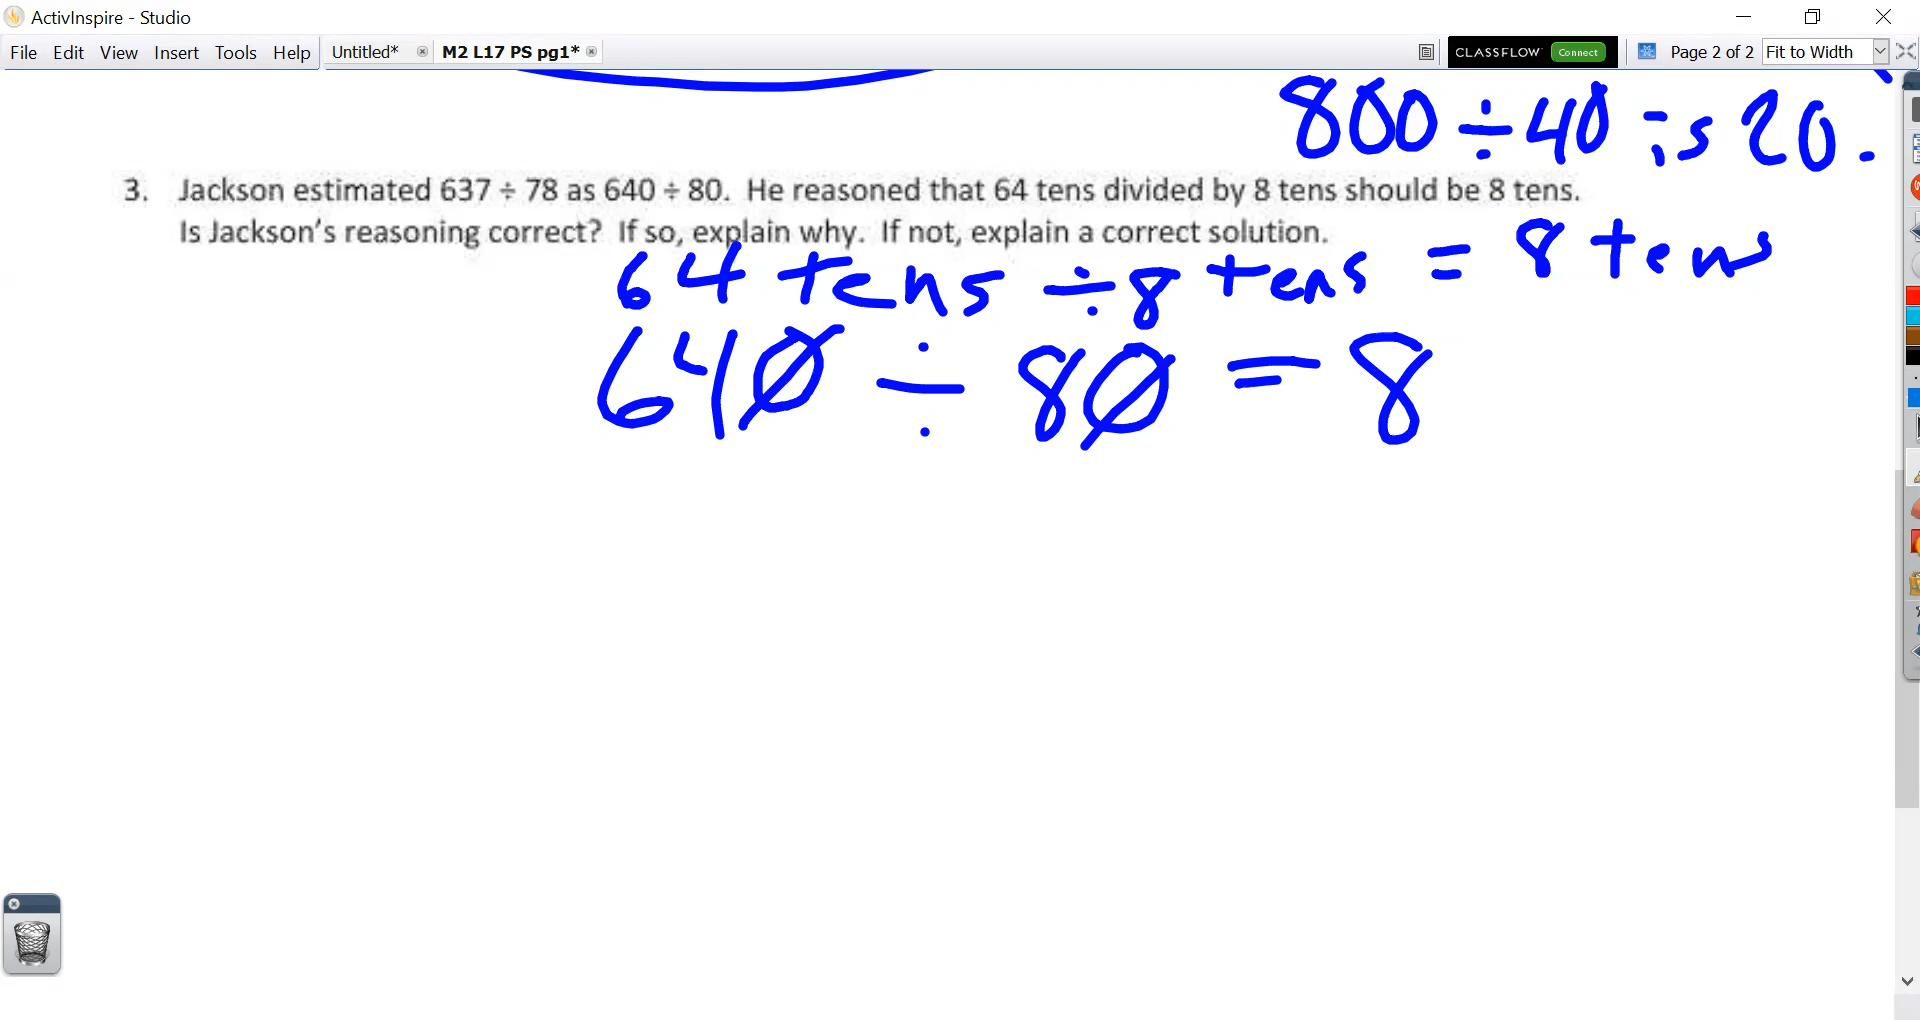 ActivInspire - Studio
File Edit View Insert Tools Help Untitled* M2 L17 PS pg1* CLASSFLOW Connect Page 2 of 2 Fit to Width
800 ÷ 40 is 20.
3. Jackson estimated 637 ÷ 78 as 640 ÷ 80. He reasoned that 64 tens divided by 8 tens should be 8 tens.
Is Jackson's reasoning correct? If so, explain why. If not, explain a correct solution.
64 tens ÷ 8 tens = 8 tens
640 ÷ 80 = 8